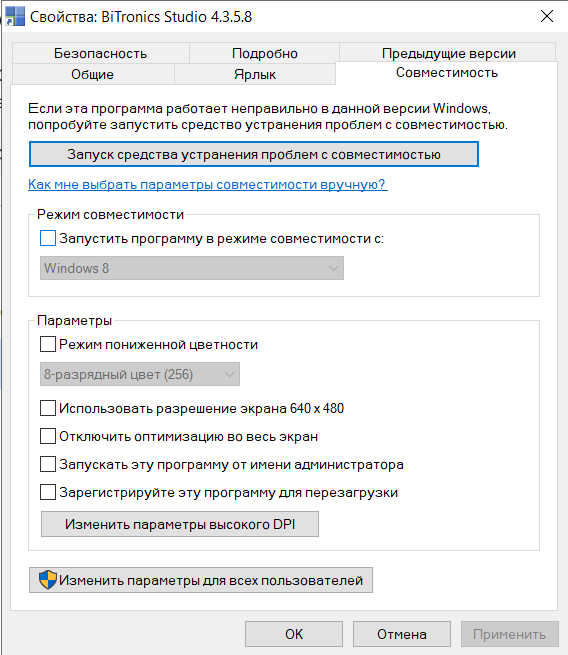 Свойства: BiTronics Studio 4.3.5.8
Безопасность
Подробно
Предыдущие версии
Общие
Ярлык
Совместимость
Если эта программа работает неправильно в данной версии Windows,
попробуйте запустить средство устранения проблем с совместимостью.
Запуск средства устранения проблем с совместимостью
Как мне выбрать параметры совместимости вручную?
Режим совместимости
Запустить программу в режиме совместимости с:
Windows 8
Параметры
Режим пониженной цветности
8-разрядный цвет (256)
Использовать разрешение экрана 640 x 480
Отключить оптимизацию во весь экран
Запускать эту программу от имени администратора
Зарегистрируйте эту программу для перезагрузки
Изменить параметры высокого DPI
Изменить параметры для всех пользователей
ОК
Отмена
Применить